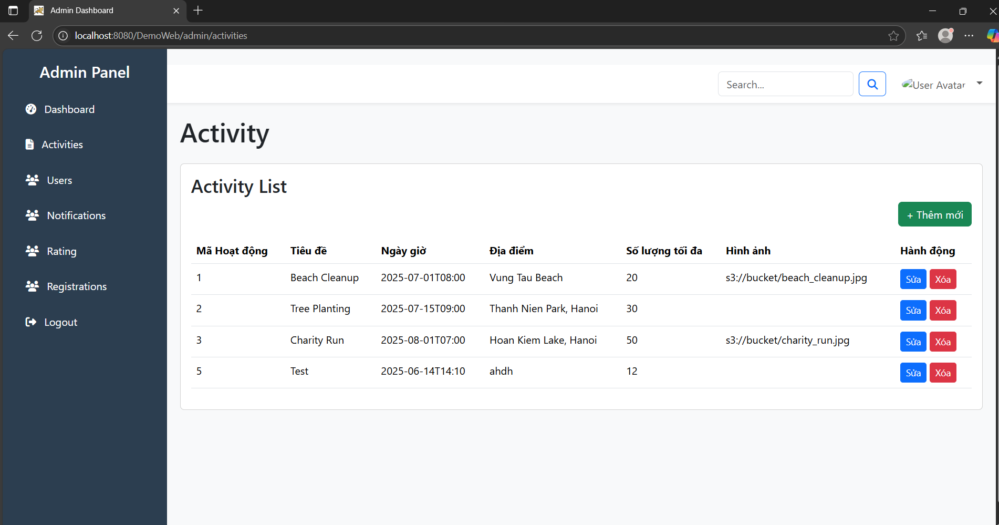 Admin Dashboard
localhost:8080/DemoWeb/admin/activities
Admin Panel
Dashboard
Activities
Users
Notifications
Rating
Registrations
Logout
Search...
User Avatar
Activity
Activity List
+ Thêm mới
Mã Hoạt động Tiêu đề Ngày giờ Địa điểm Số lượng tối đa Hình ảnh Hành động
1 Beach Cleanup 2025-07-01T08:00 Vung Tau Beach 20 s3://bucket/beach_cleanup.jpg Sửa Xóa
2 Tree Planting 2025-07-15T09:00 Thanh Nien Park, Hanoi 30 Sửa Xóa
3 Charity Run 2025-08-01T07:00 Hoan Kiem Lake, Hanoi 50 s3://bucket/charity_run.jpg Sửa Xóa
5 Test 2025-06-14T14:10 ahdh 12 Sửa Xóa